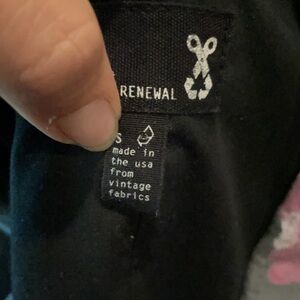 RENEWAL
S
made in
the usa
from
vintage
fabrics